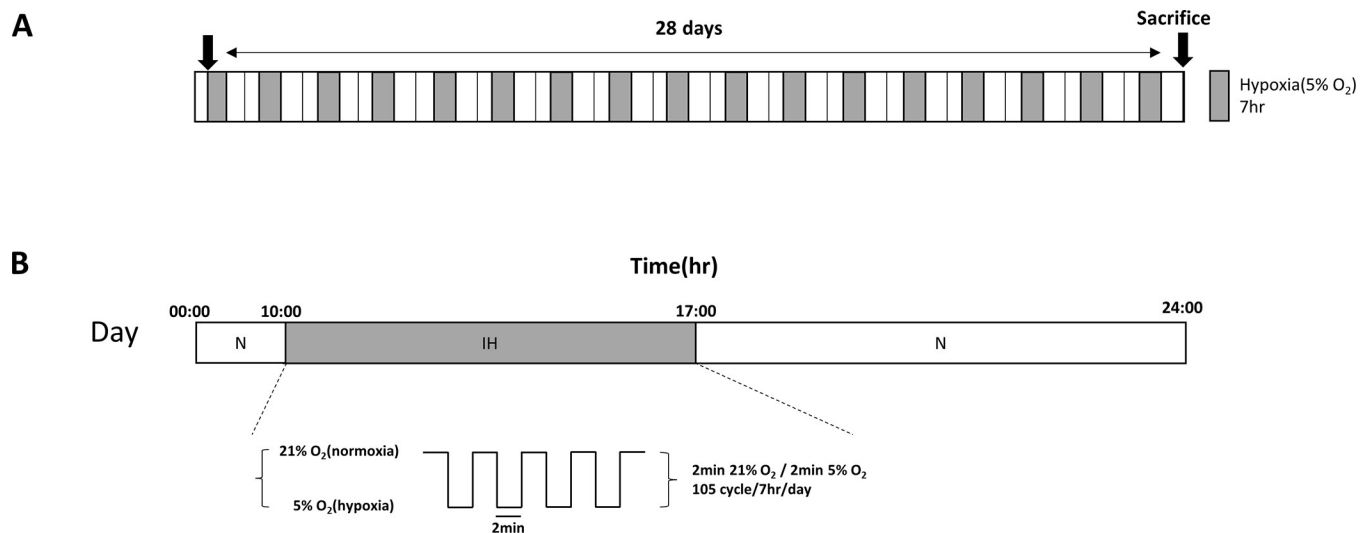 A
28 days
Sacrifice
Hypoxia(5% O₂)
7hr
B
Time(hr)
00:00
10:00
17:00
24:00
Day
N
IH
N
21% O₂(normoxia)
5% O₂(hypoxia)
2min
2min 21% O₂ / 2min 5% O₂
105 cycle/7hr/day